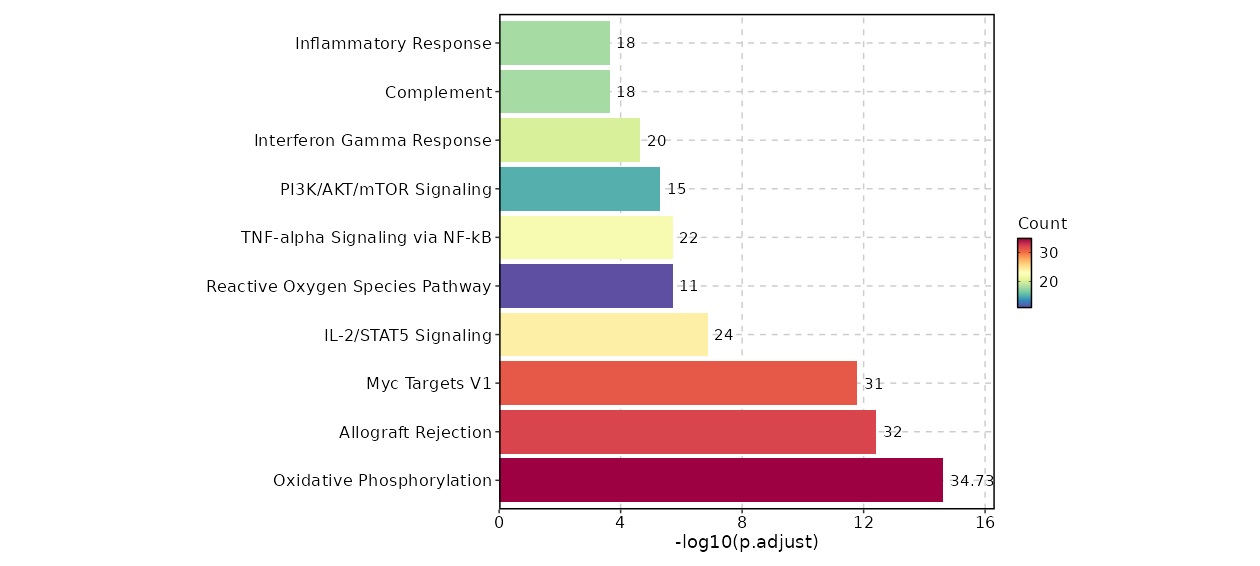 Inflammatory Response 18
Complement 18
Interferon Gamma Response 20
PI3K/AKT/mTOR Signaling 15
TNF-alpha Signaling via NF-kB 22
Reactive Oxygen Species Pathway 11
IL-2/STAT5 Signaling 24
Myc Targets V1 31
Allograft Rejection 32
Oxidative Phosphorylation 34.73
0 4 8 12 16
-log10(p.adjust)
Count
30
20